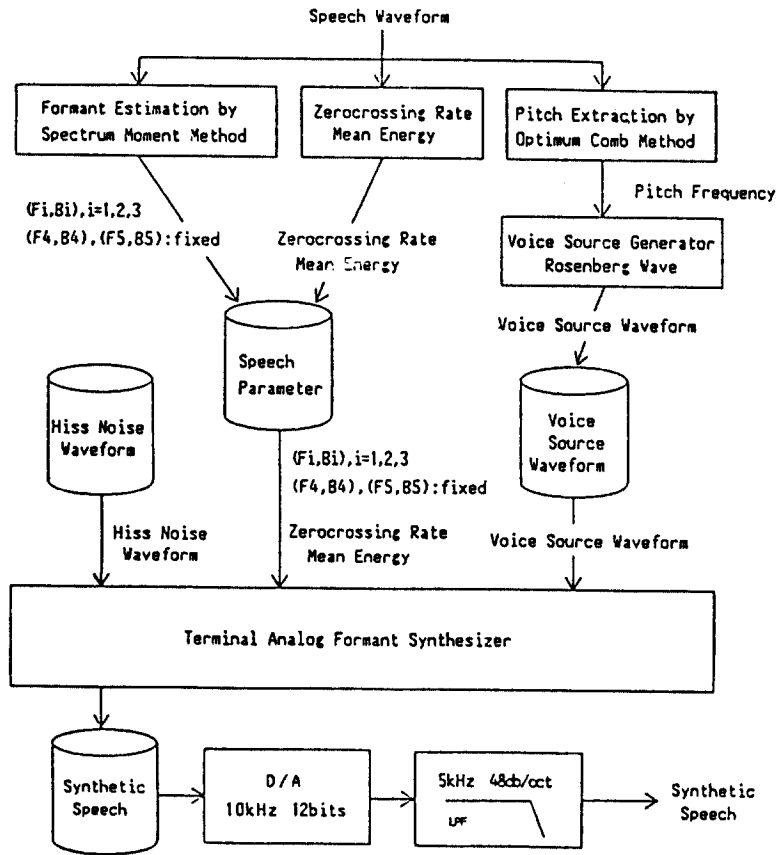 Speech Waveform
Formant Estimation by
Spectrum Moment Method
Zerocrossing Rate
Mean Energy
Pitch Extraction by
Optimum Comb Method
Pitch Frequency
(Fi,Bi),i=1,2,3
(F4,B4),(F5,B5):fixed
Zerocrossing Rate
Mean Energy
Voice Source Generator
Rosenberg Wave
Voice Source Waveform
Speech
Parameter
Hiss Noise
Waveform
Voice
Source
Waveform
(Fi,Bi),i=1,2,3
(F4,B4),(F5,B5):fixed
Hiss Noise
Waveform
Zerocrossing Rate
Mean Energy
Voice Source Waveform
Terminal Analog Formant Synthesizer
Synthetic
Speech
D/A
10kHz 12bits
5kHz 48db/oct
LPF
Synthetic
Speech